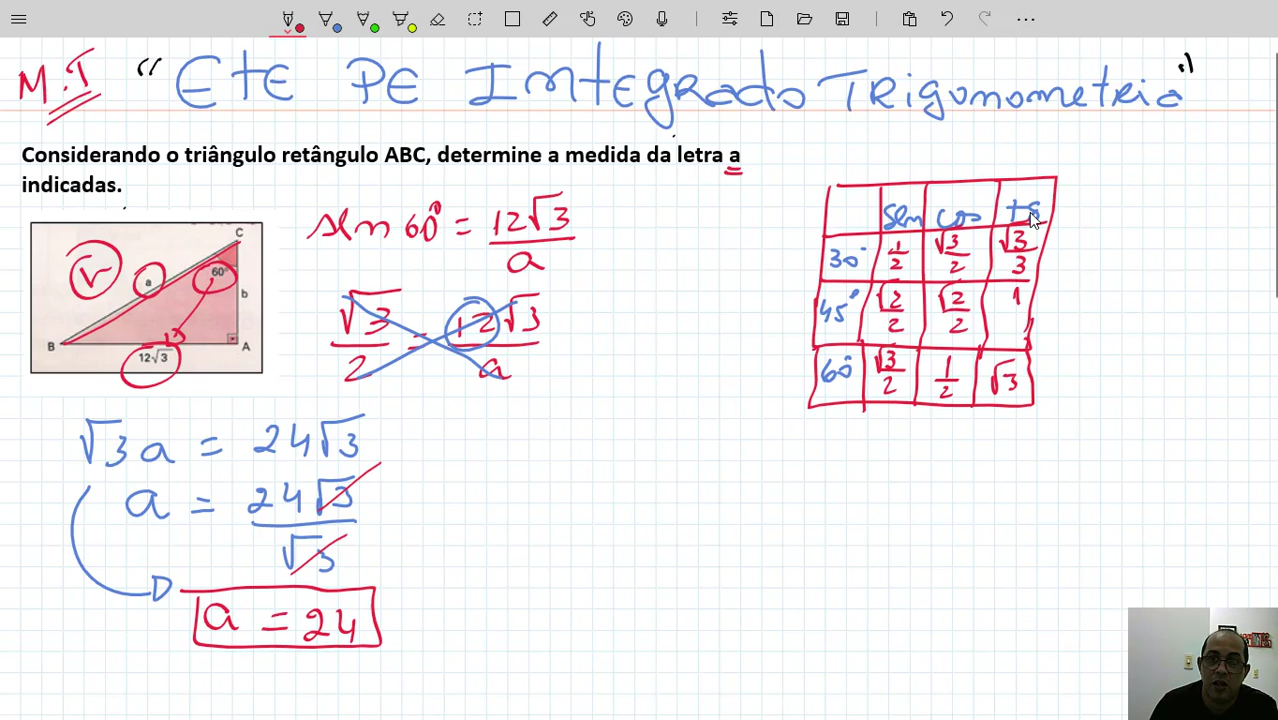 M.T "ETE PE Integrado Trigonometria"
Considerando o triângulo retângulo ABC, determine a medida da letra a
indicadas.
C
60°
a
b
B
A
12√3
sen 60° = 12√3/a
√3/2 = 12√3/a
√3a = 24√3
a = 24√3/√3
a = 24
sen cos tg
30° 1/2 √3/2 √3/3
45° √2/2 √2/2 1
60° √3/2 1/2 √3